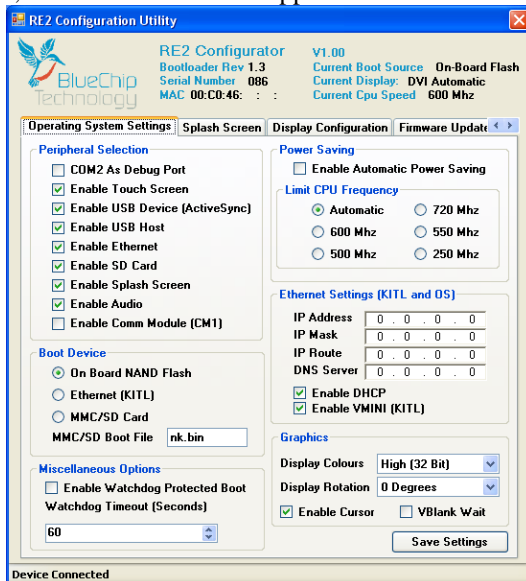 RE2 Configuration Utility
BlueChip
Technology
RE2 Configurator V1.00
Bootloader Rev 1.3 Current Boot Source On-Board Flash
Serial Number 086 Current Display: DVI Automatic
MAC 00:C0:46: : : Current Cpu Speed 600 Mhz
Operating System Settings Splash Screen Display Configuration Firmware Update
Peripheral Selection
COM2 As Debug Port
Enable Touch Screen
Enable USB Device (ActiveSync)
Enable USB Host
Enable Ethernet
Enable SD Card
Enable Splash Screen
Enable Audio
Enable Comm Module (CM1)
Boot Device
On Board NAND Flash
Ethernet (KITL)
MMC/SD Card
MMC/SD Boot File nk.bin
Miscellaneous Options
Enable Watchdog Protected Boot
Watchdog Timeout (Seconds)
60
Power Saving
Enable Automatic Power Saving
Limit CPU Frequency
Automatic 720 Mhz
600 Mhz 550 Mhz
500 Mhz 250 Mhz
Ethernet Settings (KITL and OS)
IP Address 0 . 0 . 0 . 0
IP Mask 0 . 0 . 0 . 0
IP Route 0 . 0 . 0 . 0
DNS Server 0 . 0 . 0 . 0
Enable DHCP
Enable VMINI (KITL)
Graphics
Display Colours High (32 Bit)
Display Rotation 0 Degrees
Enable Cursor VBlank Wait
Save Settings
Device Connected